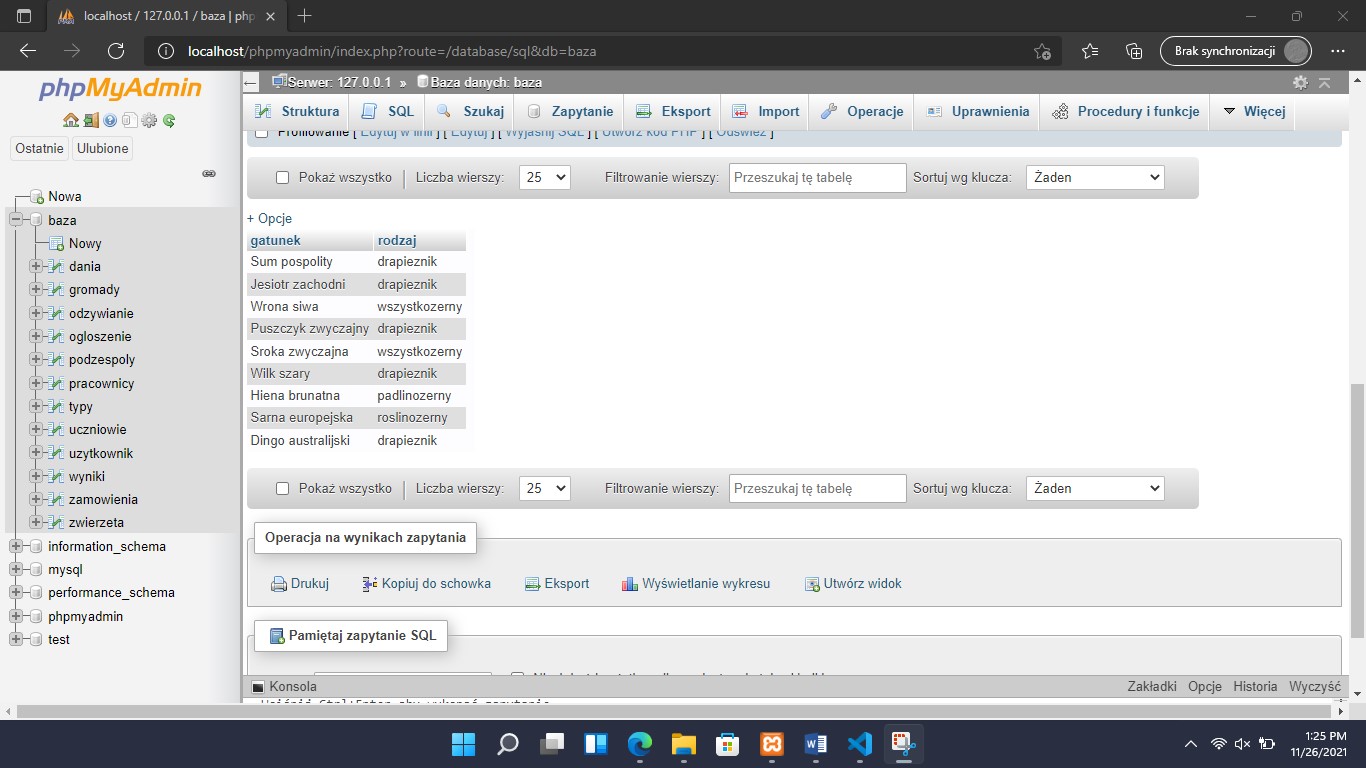 localhost / 127.0.0.1 / baza | php
localhost/phpmyadmin/index.php?route=/database/sql&db=baza
Brak synchronizacji
phpMyAdmin
Ostatnie Ulubione
Nowa
baza
Nowy
dania
gromady
odzywianie
ogloszenie
podzespoly
pracownicy
typy
uczniowie
uzytkownik
wyniki
zamowienia
zwierzeta
information_schema
mysql
performance_schema
phpmyadmin
test
Serwer: 127.0.0.1 » Baza danych: baza
Struktura SQL Szukaj Zapytanie Eksport Import Operacje Uprawnienia Procedury i funkcje Więcej
Profilowanie [ Edytuj w linii ] [ Edytuj ] [ Wyjaśnij SQL ] [ Utwórz kod PHP ] [ Odśwież ]
Pokaż wszystko | Liczba wierszy: 25 Filtrowanie wierszy: Przeszukaj tę tabelę Sortuj wg klucza: Żaden
+ Opcje
gatunek rodzaj
Sum pospolity drapieznik
Jesiotr zachodni drapieznik
Wrona siwa wszystkozerny
Puszczyk zwyczajny drapieznik
Sroka zwyczajna wszystkozerny
Wilk szary drapieznik
Hiena brunatna padlinozerny
Sarna europejska roslinozerny
Dingo australijski drapieznik
Pokaż wszystko | Liczba wierszy: 25 Filtrowanie wierszy: Przeszukaj tę tabelę Sortuj wg klucza: Żaden
Operacja na wynikach zapytania
Drukuj Kopiuj do schowka Eksport Wyświetlanie wykresu Utwórz widok
Pamiętaj zapytanie SQL
Konsola Zakładki Opcje Historia Wyczyść
1:25 PM
11/26/2021